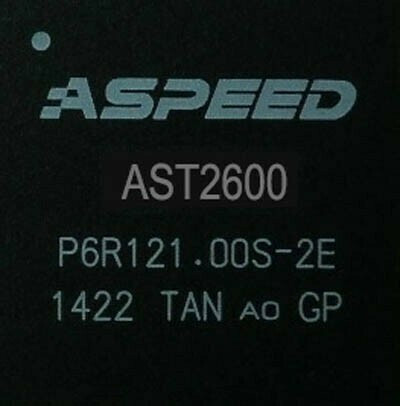 ASPEED
AST2600
P6R121.00S-2E
1422 TAN A0 GP